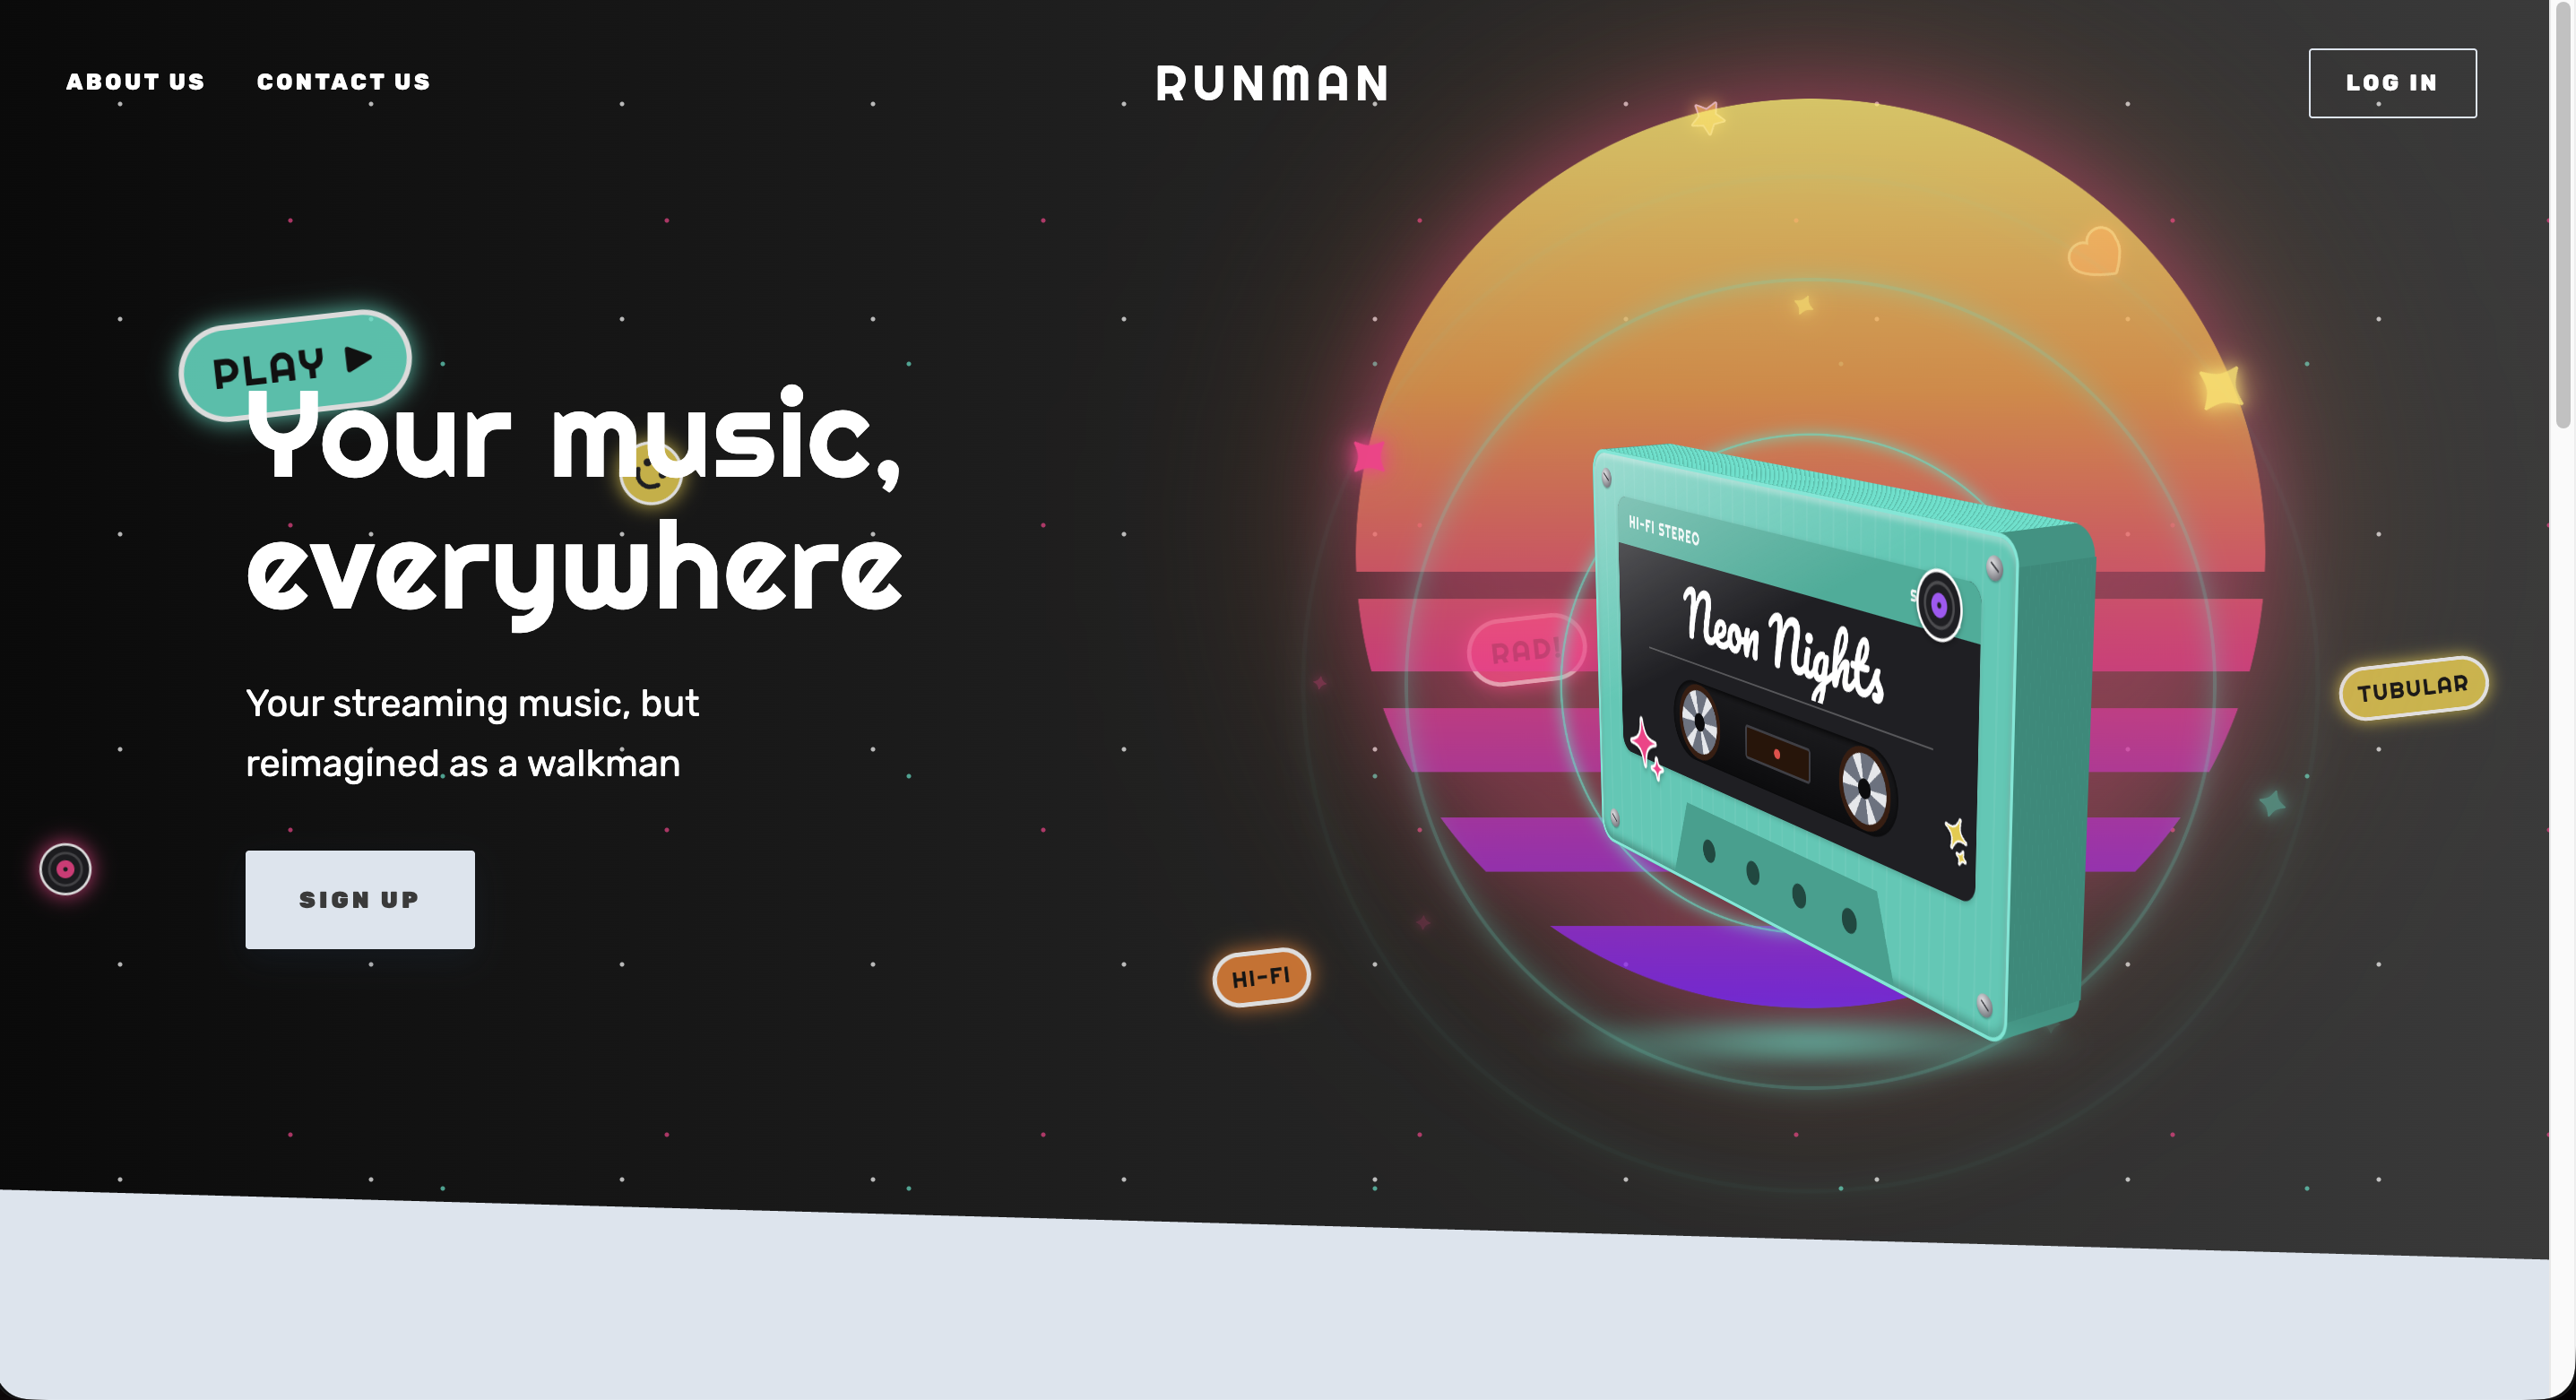 ABOUT US
CONTACT US
RUNMAN
LOG IN
PLAY
Your music,
everywhere
Your streaming music, but
reimagined as a walkman
SIGN UP
HI-FI STEREO
Neon Nights
RAD!
TUBULAR
HI-FI